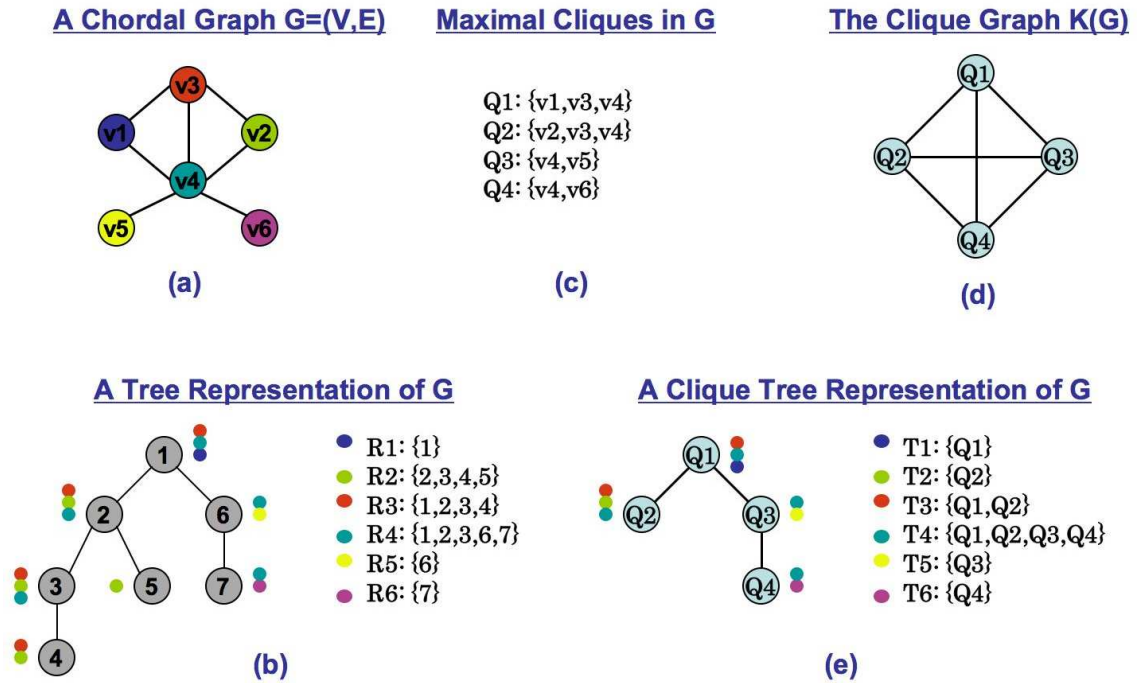 A Chordal Graph G=(V,E)
v3
v1
v2
v4
v5
v6
(a)
Maximal Cliques in G
Q1: {v1,v3,v4}
Q2: {v2,v3,v4}
Q3: {v4,v5}
Q4: {v4,v6}
(c)
The Clique Graph K(G)
Q1
Q2
Q3
Q4
(d)
A Tree Representation of G
1
2
6
3
5
7
4
R1: {1}
R2: {2,3,4,5}
R3: {1,2,3,4}
R4: {1,2,3,6,7}
R5: {6}
R6: {7}
(b)
A Clique Tree Representation of G
Q1
Q2
Q3
Q4
T1: {Q1}
T2: {Q2}
T3: {Q1,Q2}
T4: {Q1,Q2,Q3,Q4}
T5: {Q3}
T6: {Q4}
(e)